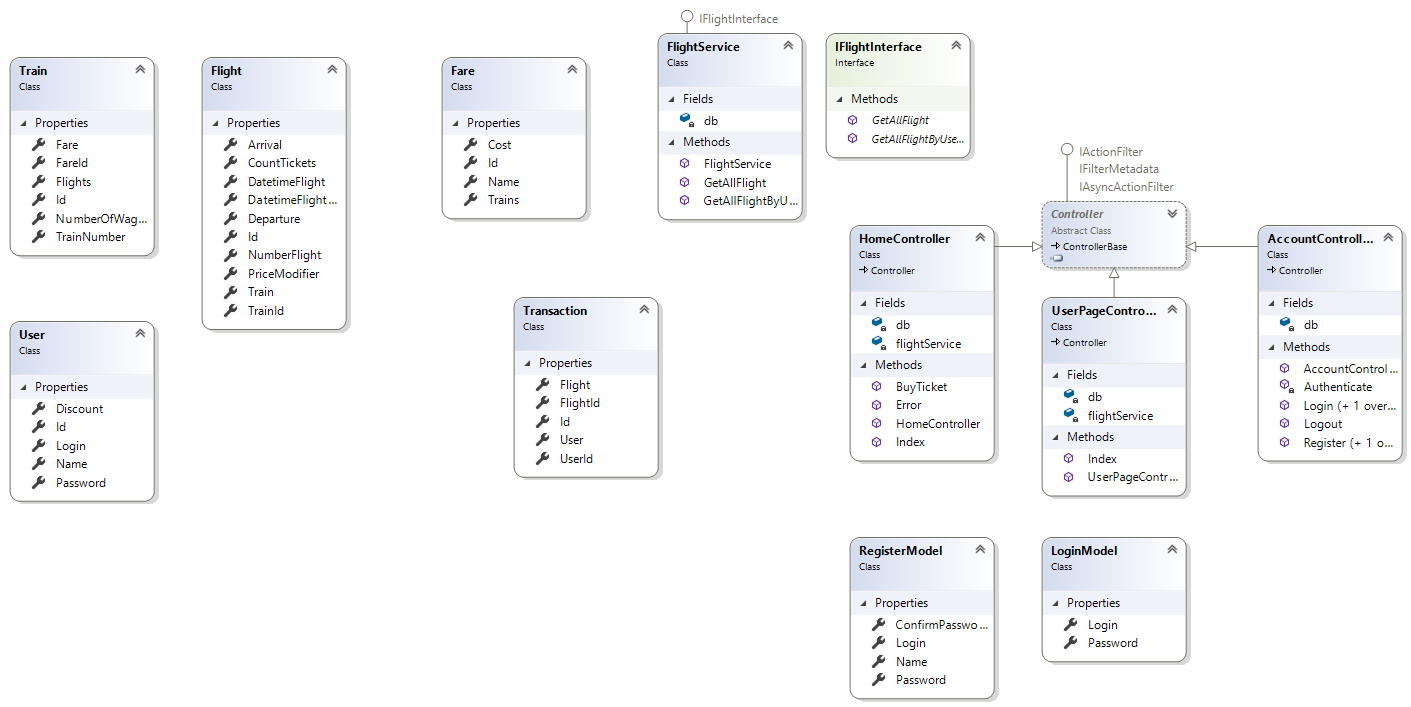 Train
Class
Properties
Fare
FareId
Flights
Id
NumberOfWag...
TrainNumber
Flight
Class
Properties
Arrival
CountTickets
DatetimeFlight
DatetimeFlight...
Departure
Id
NumberFlight
PriceModifier
Train
TrainId
Fare
Class
Properties
Cost
Id
Name
Trains
IFlightInterface
FlightService
Class
Fields
db
Methods
FlightService
GetAllFlight
GetAllFlightByU...
IFlightInterface
Interface
Methods
GetAllFlight
GetAllFlightByUse...
IActionFilter
IFilterMetadata
IAsyncActionFilter
Controller
Abstract Class
ControllerBase
HomeController
Class
Controller
Fields
db
flightService
Methods
BuyTicket
Error
HomeController
Index
UserPageContro...
Class
Controller
Fields
db
flightService
Methods
Index
UserPageContr...
AccountControll...
Class
Controller
Fields
db
Methods
AccountControl...
Authenticate
Login (+ 1 over...
Logout
Register (+ 1 o...
User
Class
Properties
Discount
Id
Login
Name
Password
Transaction
Class
Properties
Flight
FlightId
Id
User
UserId
RegisterModel
Class
Properties
ConfirmPasswo...
Login
Name
Password
LoginModel
Class
Properties
Login
Password